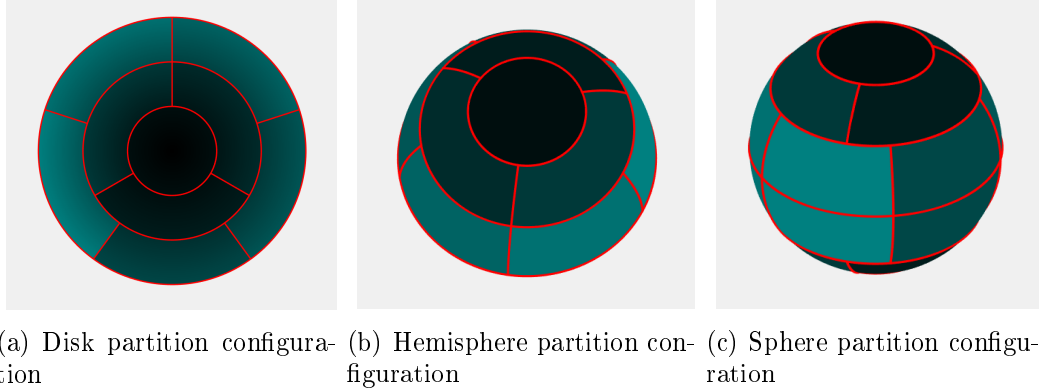 (a) Disk partition configura-
tion
(b) Hemisphere partition con-
figuration
(c) Sphere partition configu-
ration